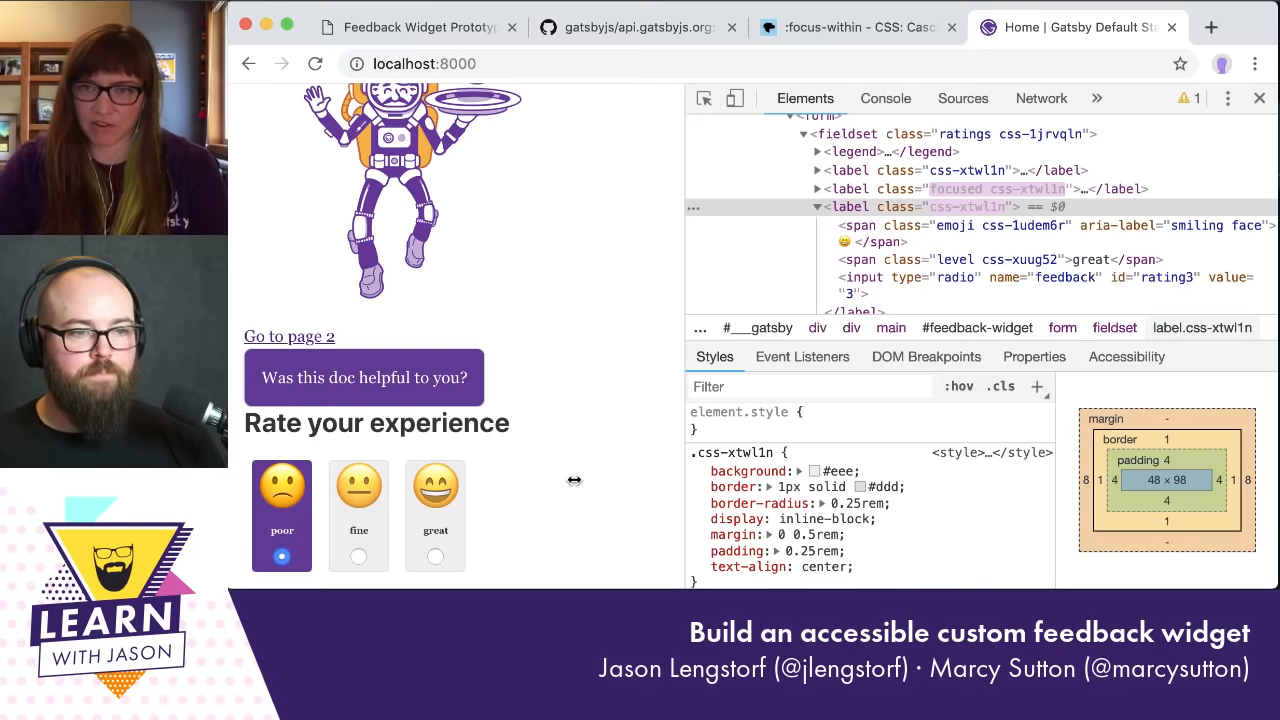 Feedback Widget Prototyp
gatsbyjs/api.gatsbyjs.org:
:focus-within - CSS: Casc
Home | Gatsby Default Sta
localhost:8000
Go to page 2
Was this doc helpful to you?
Rate your experience
poor
fine
great
Elements
Console
Sources
Network
1
<form>
<fieldset class="ratings css-1jrvqln">
<legend>…</legend>
<label class="css-xtwl1n">…</label>
<label class="focused css-xtwl1n">…</label>
<label class="css-xtwl1n"> == $0
<span class="emoji css-1udem6r" aria-label="smiling face">
😄 </span>
<span class="level css-xuug52">great</span>
<input type="radio" name="feedback" id="rating3" value=
"3">
</label>
... #___gatsby div div main #feedback-widget form fieldset label.css-xtwl1n
Styles
Event Listeners
DOM Breakpoints
Properties
Accessibility
Filter
:hov .cls +
element.style {
}
.css-xtwl1n {
<style>…</style>
background: #eee;
border: 1px solid #ddd;
border-radius: 0.25rem;
display: inline-block;
margin: 0 0.5rem;
padding: 0.25rem;
text-align: center;
}
margin -
border 1
padding 4
8 1 4 48 × 98 4 1 8
4
1
-
LEARN
WITH JASON
Build an accessible custom feedback widget
Jason Lengstorf (@jlengstorf) · Marcy Sutton (@marcysutton)